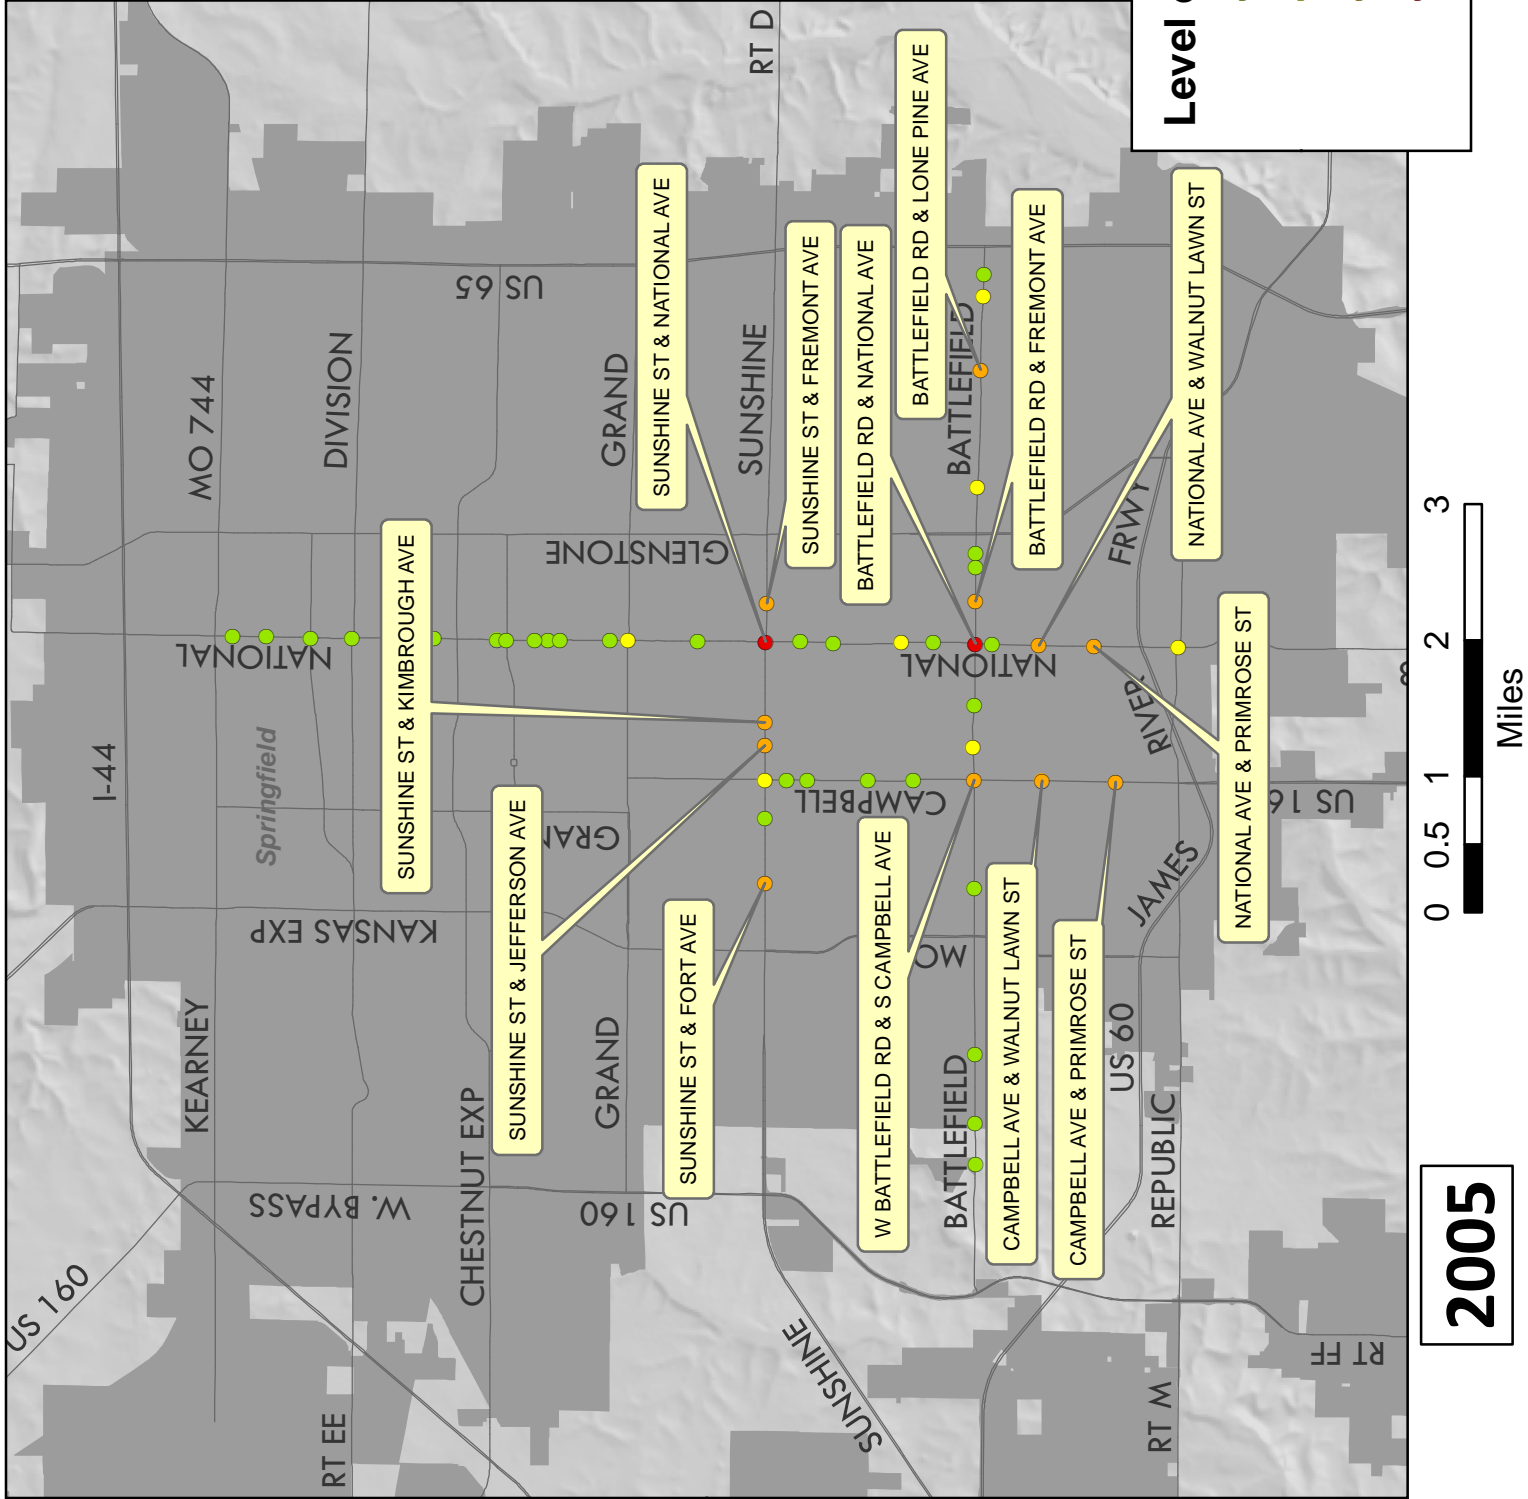 Level
RT D
US 65
MO 744
DIVISION
GRAND
SUNSHINE
BATTLEFIELD
GLENSTONE
FRWY
NATIONAL
NATIONAL
RIVER
I-44
Springfield
CAMPBELL
US 16
JAMES
KANSAS EXP
GRAN
MO
KEARNEY
CHESTNUT EXP
GRAND
BATTLEFIELD
US 60
REPUBLIC
W. BYPASS
US 160
US 160
SUNSHINE
RT EE
RT M
RT FF
SUNSHINE ST & NATIONAL AVE
SUNSHINE ST & FREMONT AVE
BATTLEFIELD RD & NATIONAL AVE
BATTLEFIELD RD & LONE PINE AVE
BATTLEFIELD RD & FREMONT AVE
NATIONAL AVE & WALNUT LAWN ST
NATIONAL AVE & PRIMROSE ST
SUNSHINE ST & KIMBROUGH AVE
SUNSHINE ST & JEFFERSON AVE
SUNSHINE ST & FORT AVE
W BATTLEFIELD RD & S CAMPBELL AVE
CAMPBELL AVE & WALNUT LAWN ST
CAMPBELL AVE & PRIMROSE ST
0 0.5 1 2 3
Miles
2005